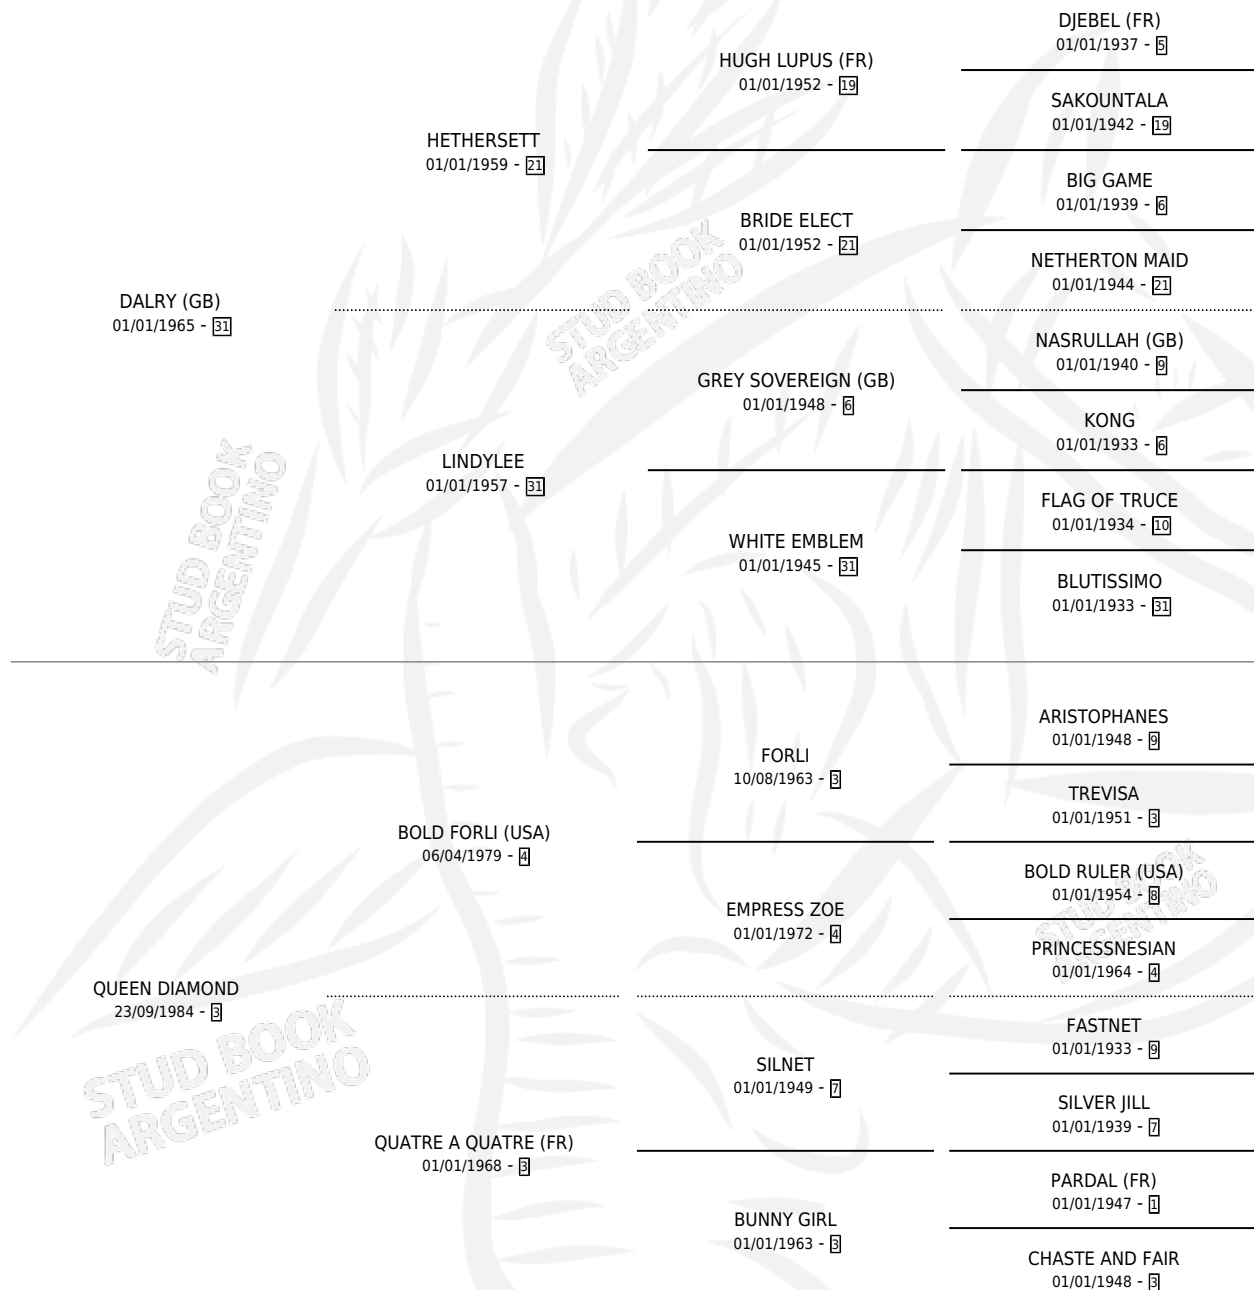 DJEBEL (FR)
01/01/1937 - 5
HUGH LUPUS (FR)
01/01/1952 - 19
SAKOUNTALA
01/01/1942 - 19
HETHERSETT
01/01/1959 - 21
BIG GAME
01/01/1939 - 6
BRIDE ELECT
01/01/1952 - 21
NETHERTON MAID
01/01/1944 - 21
DALRY (GB)
01/01/1965 - 31
STUD BOOK
ARGENTINO
NASRULLAH (GB)
01/01/1940 - 9
GREY SOVEREIGN (GB)
01/01/1948 - 6
KONG
01/01/1933 - 6
LINDYLEE
01/01/1957 - 31
FLAG OF TRUCE
01/01/1934 - 10
WHITE EMBLEM
01/01/1945 - 31
BLUTISSIMO
01/01/1933 - 31
STUD BOOK
ARGENTINO
ARISTOPHANES
01/01/1948 - 9
FORLI
10/08/1963 - 3
TREVISA
01/01/1951 - 3
BOLD FORLI (USA)
06/04/1979 - 4
BOLD RULER (USA)
01/01/1954 - 8
EMPRESS ZOE
01/01/1972 - 4
STUD BOOK
ARGENTINO
PRINCESSNESIAN
01/01/1964 - 4
QUEEN DIAMOND
23/09/1984 - 3
FASTNET
01/01/1933 - 9
SILNET
01/01/1949 - 7
STUD BOOK
ARGENTINO
SILVER JILL
01/01/1939 - 7
QUATRE A QUATRE (FR)
01/01/1968 - 3
PARDAL (FR)
01/01/1947 - 1
BUNNY GIRL
01/01/1963 - 3
CHASTE AND FAIR
01/01/1948 - 3